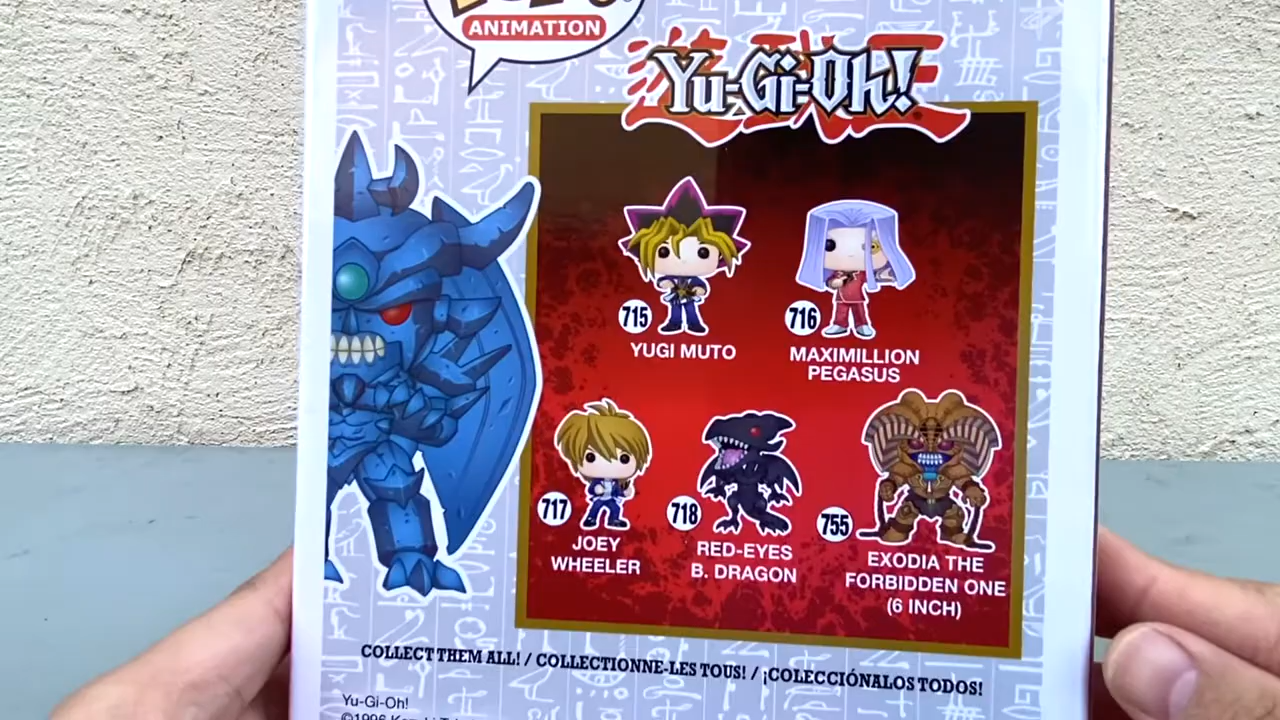 ANIMATION
Yu-Gi-Oh!
715
YUGI MUTO
716
MAXIMILLION
PEGASUS
717
JOEY
WHEELER
718
RED-EYES
B. DRAGON
755
EXODIA THE
FORBIDDEN ONE
(6 INCH)
COLLECT THEM ALL! / COLLECTIONNE-LES TOUS! / ¡COLECCIÓNALOS TODOS!
Yu-Gi-Oh!
©1996